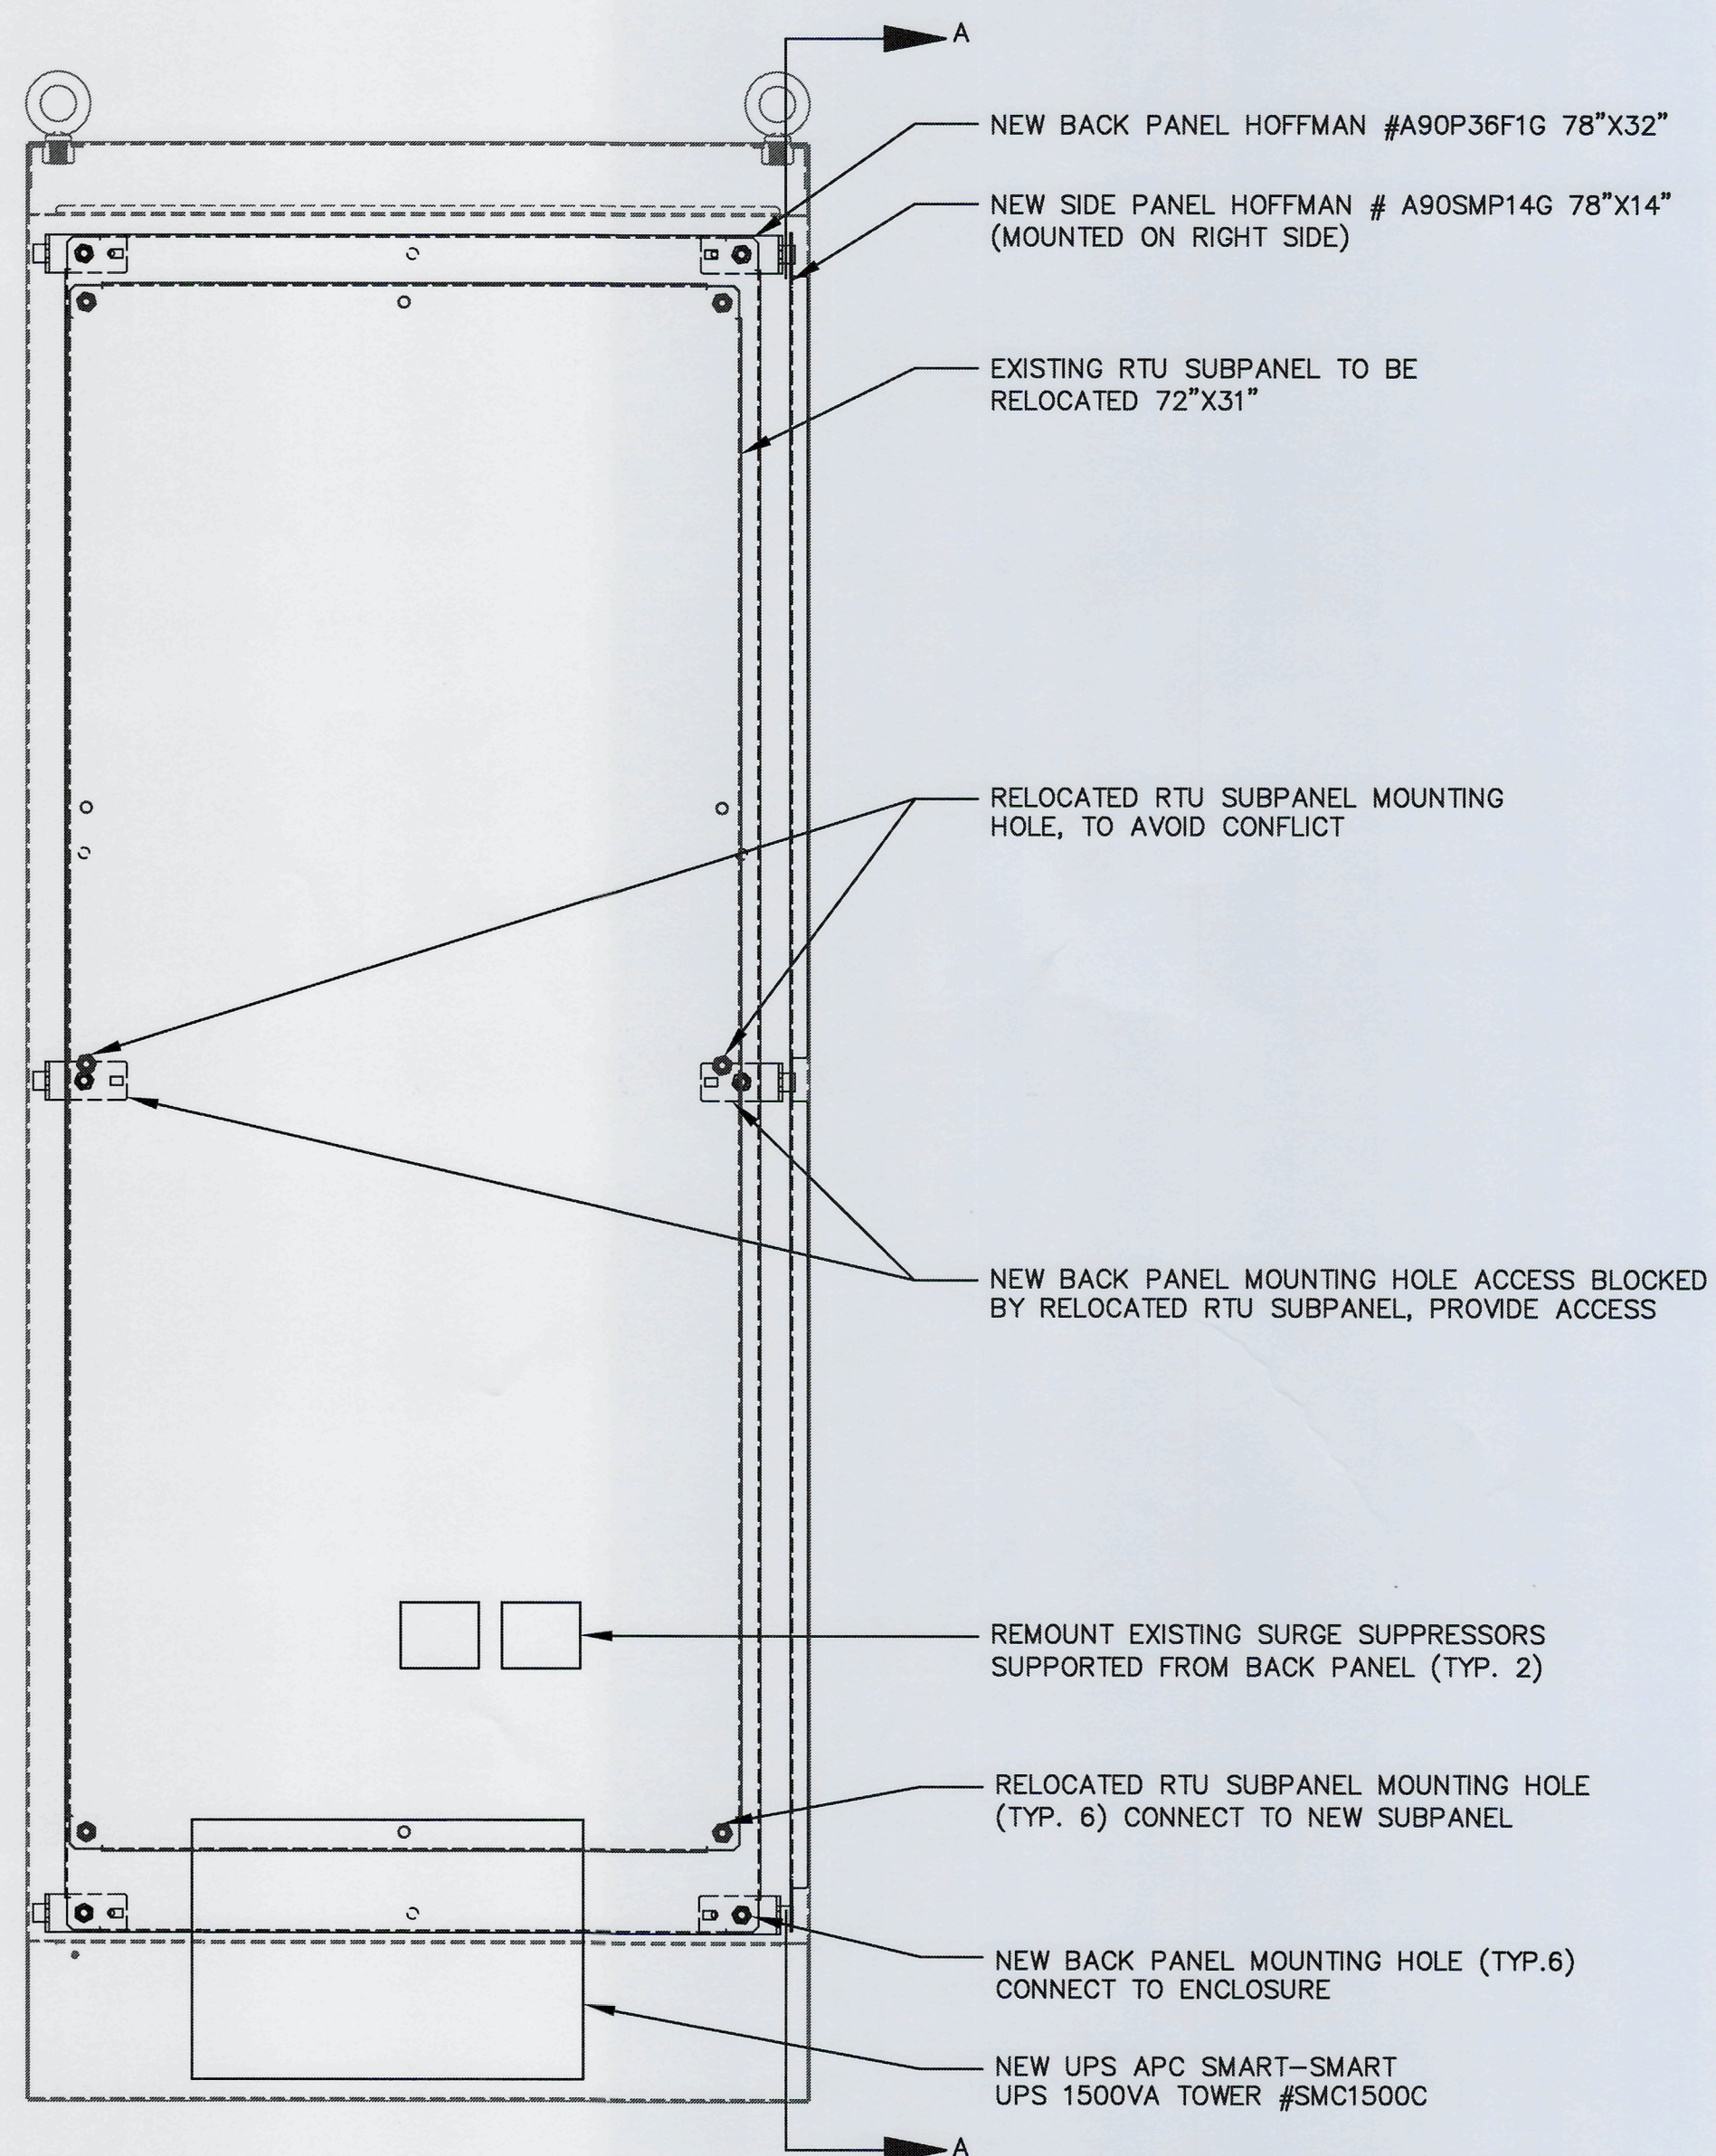 A
NEW BACK PANEL HOFFMAN #A90P36F1G 78"X32"
NEW SIDE PANEL HOFFMAN # A90SMP14G 78"X14"
(MOUNTED ON RIGHT SIDE)
EXISTING RTU SUBPANEL TO BE
RELOCATED 72"X31"
RELOCATED RTU SUBPANEL MOUNTING
HOLE, TO AVOID CONFLICT
NEW BACK PANEL MOUNTING HOLE ACCESS BLOCKED
BY RELOCATED RTU SUBPANEL, PROVIDE ACCESS
REMOUNT EXISTING SURGE SUPPRESSORS
SUPPORTED FROM BACK PANEL (TYP. 2)
RELOCATED RTU SUBPANEL MOUNTING HOLE
(TYP. 6) CONNECT TO NEW SUBPANEL
NEW BACK PANEL MOUNTING HOLE (TYP.6)
CONNECT TO ENCLOSURE
NEW UPS APC SMART-SMART
UPS 1500VA TOWER #SMC1500C
A